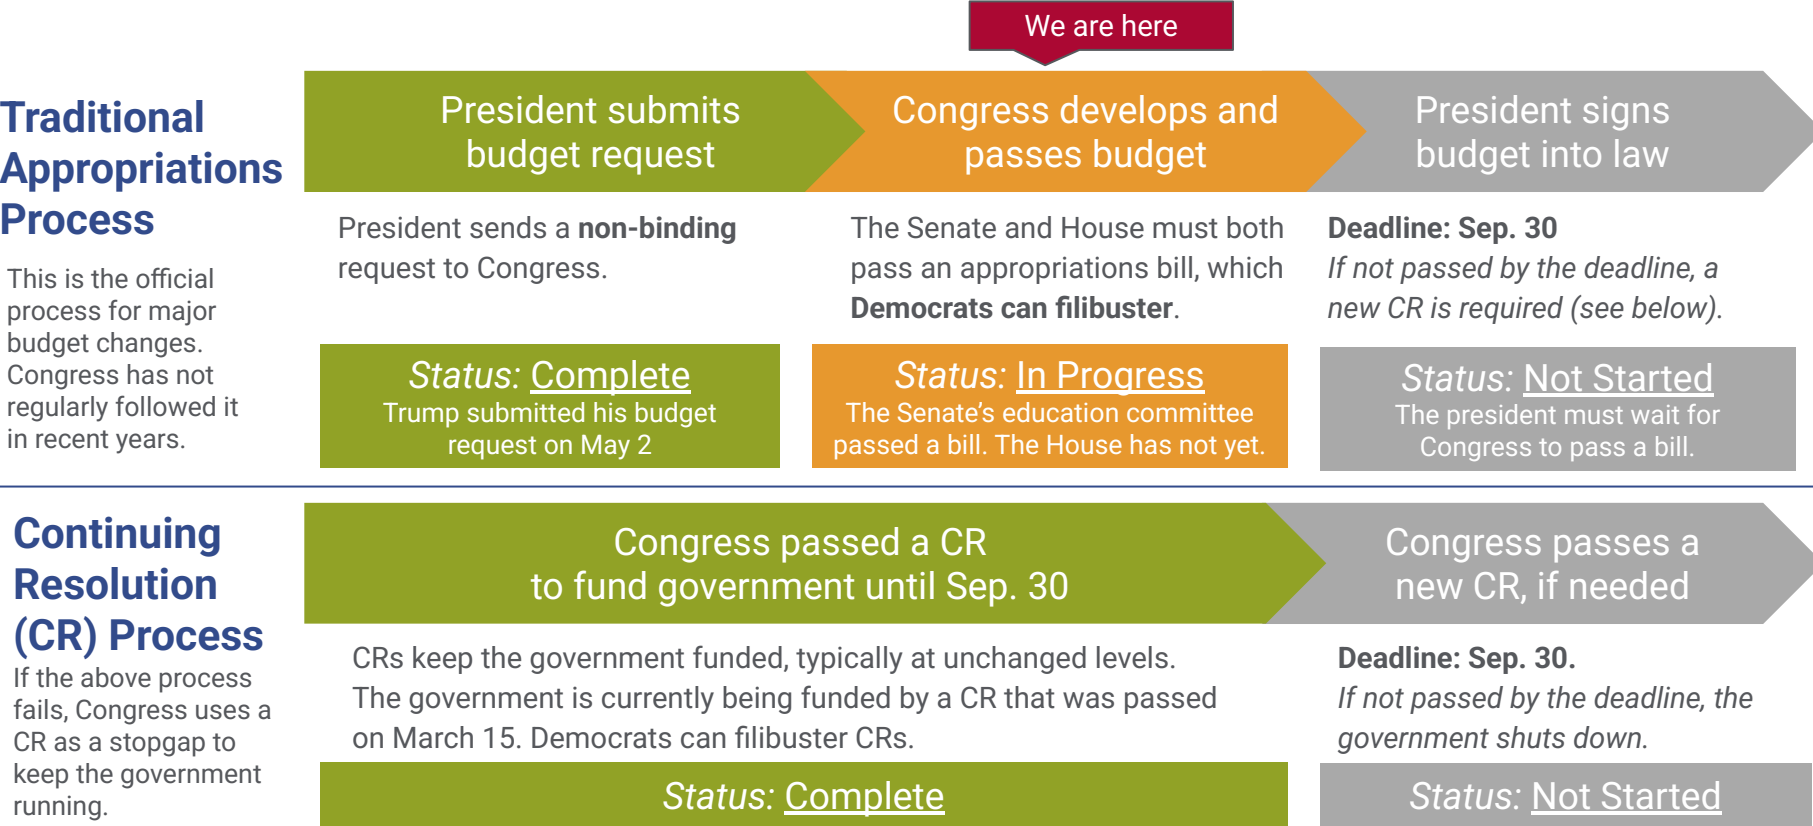 We are here
Traditional
Appropriations
Process
This is the official
process for major
budget changes.
Congress has not
regularly followed it
in recent years.
President submits
budget request
President sends a non-binding
request to Congress.
Status: Complete
Trump submitted his budget
request on May 2
Congress develops and
passes budget
The Senate and House must both
pass an appropriations bill, which
Democrats can filibuster.
Status: In Progress
The Senate's education committee
passed a bill. The House has not yet.
President signs
budget into law
Deadline: Sep. 30
If not passed by the deadline, a
new CR is required (see below).
Status: Not Started
The president must wait for
Congress to pass a bill.
Continuing
Resolution
(CR) Process
If the above process
fails, Congress uses a
CR as a stopgap to
keep the government
running.
Congress passed a CR
to fund government until Sep. 30
CRs keep the government funded, typically at unchanged levels.
The government is currently being funded by a CR that was passed
on March 15. Democrats can filibuster CRs.
Status: Complete
Congress passes a
new CR, if needed
Deadline: Sep. 30.
If not passed by the deadline, the
government shuts down.
Status: Not Started